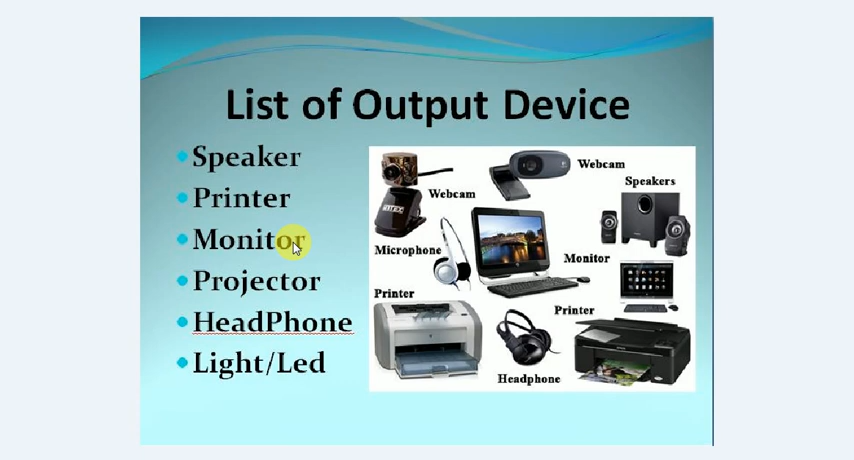 List of Output Device
Speaker
Printer
Monitor
Projector
HeadPhone
Light/Led
Webcam
Webcam
Speakers
Microphone
Monitor
Printer
Printer
Headphone